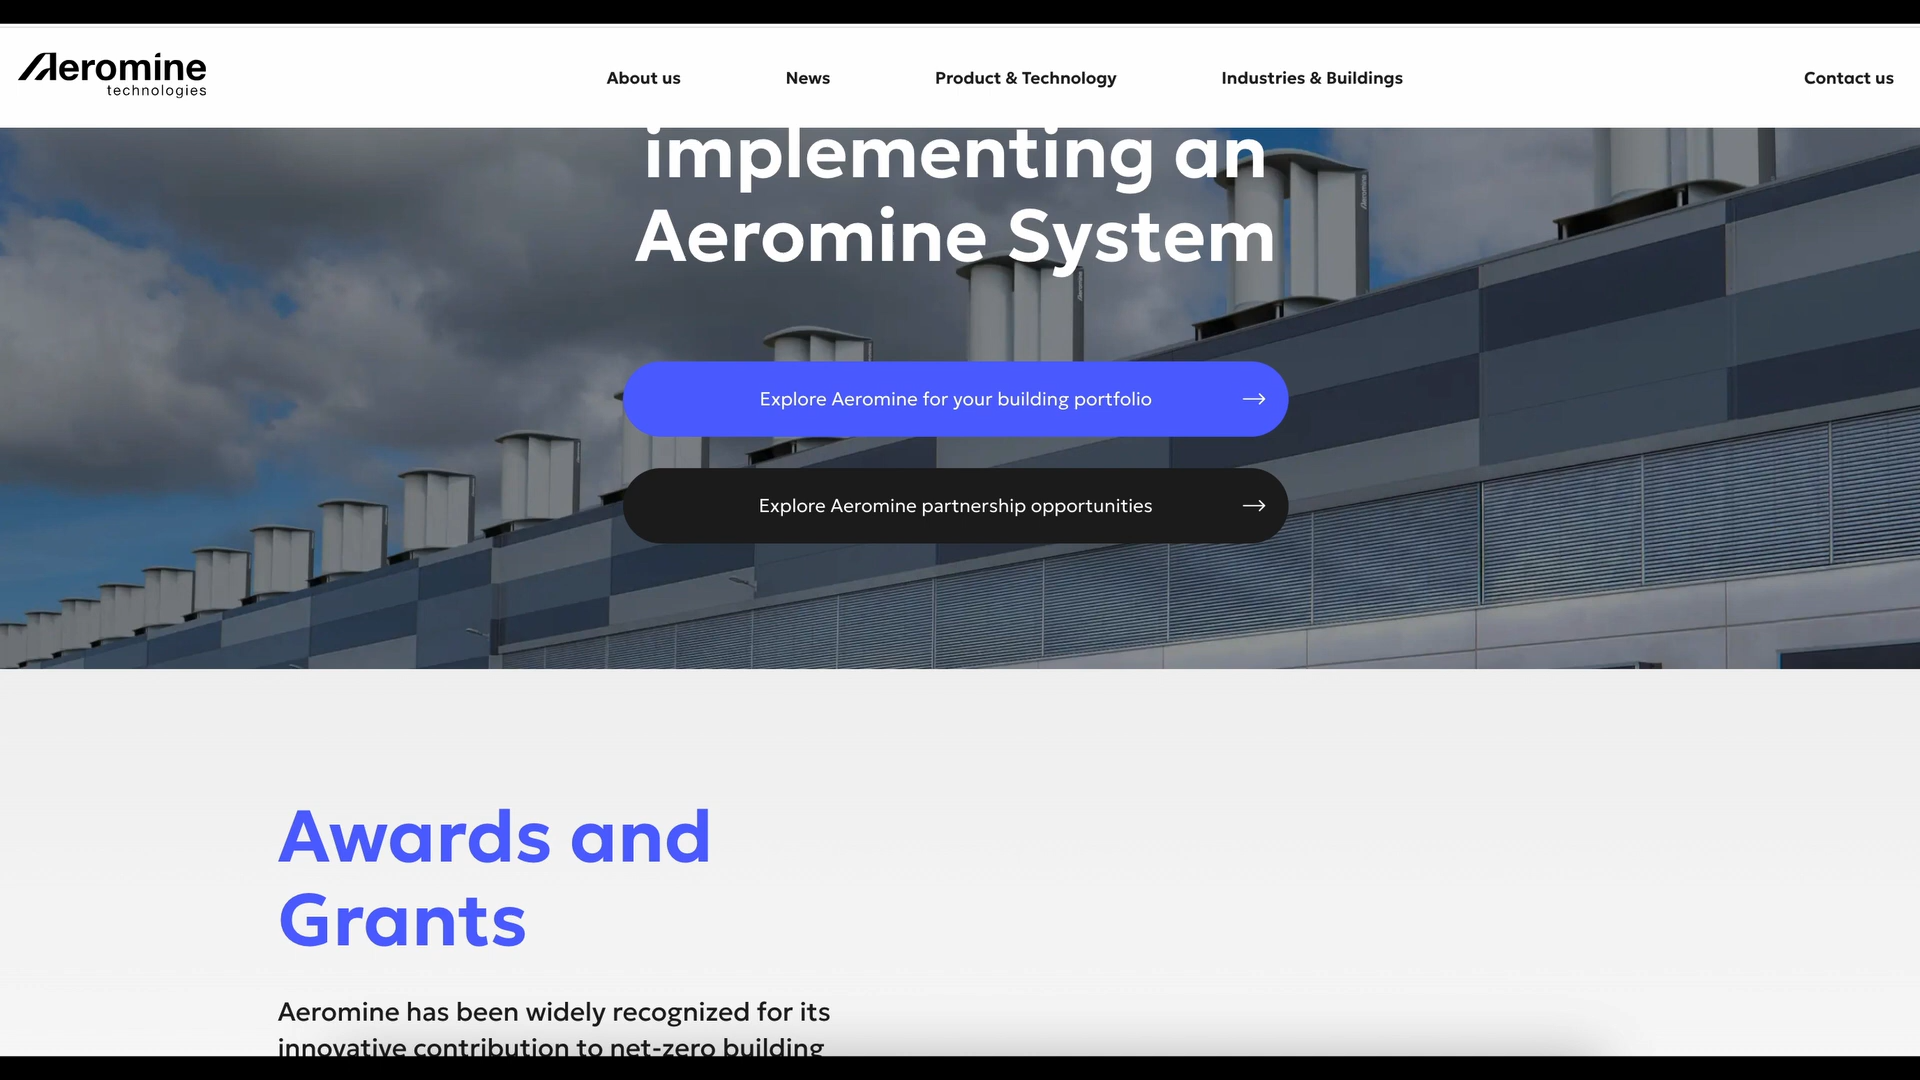 Aeromine
technologies
About us
News
Product & Technology
Industries & Buildings
Contact us
implementing an
Aeromine System
Explore Aeromine for your building portfolio
Explore Aeromine partnership opportunities
Awards and
Grants
Aeromine has been widely recognized for its
innovative contribution to net-zero building